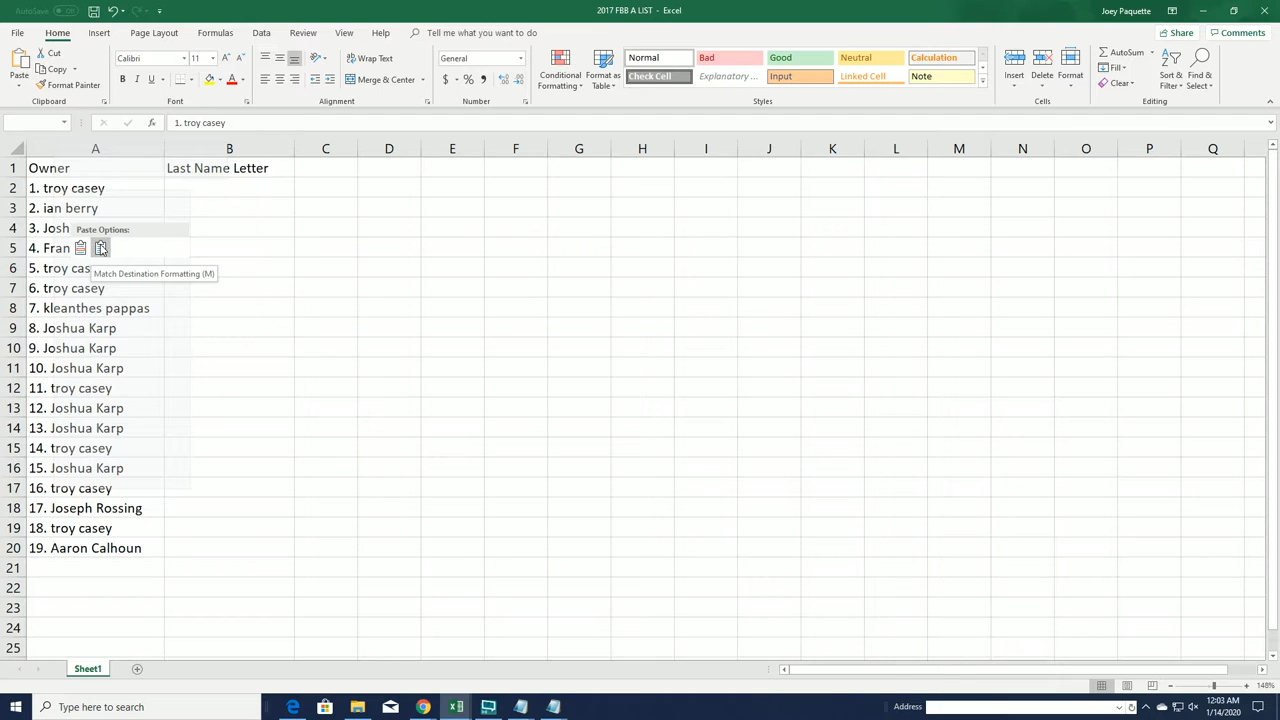 AutoSave Off 2017 FBB A LIST - Excel Joey Paquette
File Home Insert Draw Page Layout Formulas Data Review View Help Tell me what you want to do Share Comments
Paste Cut Copy Format Painter
Clipboard
Calibri 11
B I U
Font
Wrap Text
Merge & Center
Alignment
General
$ % ,
Number
Conditional Formatting Format as Table
Normal Bad Good Neutral Calculation
Check Cell Explanatory ... Input Linked Cell Note
Styles
Insert Delete Format
Cells
AutoSum
Fill
Clear
Sort & Filter Find & Select
Editing
fx 1. troy casey
A B C D E F G H I J K L M N O P Q
1 Owner Last Name Letter
2 1. troy casey
3 2. ian berry
4 3. Josh
Paste Options:
5 4. Fran
Match Destination Formatting (M)
6 5. troy cas
7 6. troy casey
8 7. kleanthes pappas
9 8. Joshua Karp
10 9. Joshua Karp
11 10. Joshua Karp
12 11. troy casey
13 12. Joshua Karp
14 13. Joshua Karp
15 14. troy casey
16 15. Joshua Karp
17 16. troy casey
18 17. Joseph Rossing
19 18. troy casey
20 19. Aaron Calhoun
21
22
23
24
25
Sheet1
148%
Type here to search
Address
12:03 AM
1/14/2020